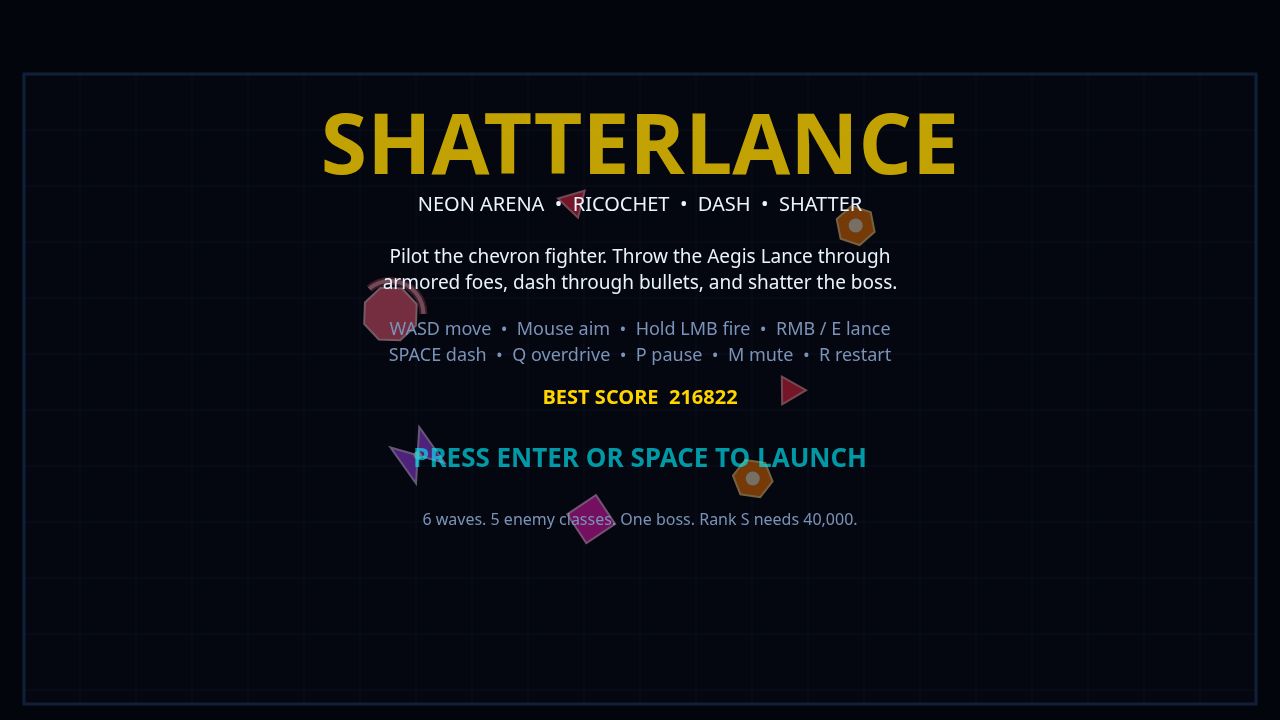 SHATTERLANCE
NEON ARENA • RICOCHET • DASH • SHATTER
Pilot the chevron fighter. Throw the Aegis Lance through
armored foes, dash through bullets, and shatter the boss.
WASD move • Mouse aim • Hold LMB fire • RMB / E lance
SPACE dash • Q overdrive • P pause • M mute • R restart
BEST SCORE 216822
PRESS ENTER OR SPACE TO LAUNCH
6 waves. 5 enemy classes. One boss. Rank S needs 40,000.